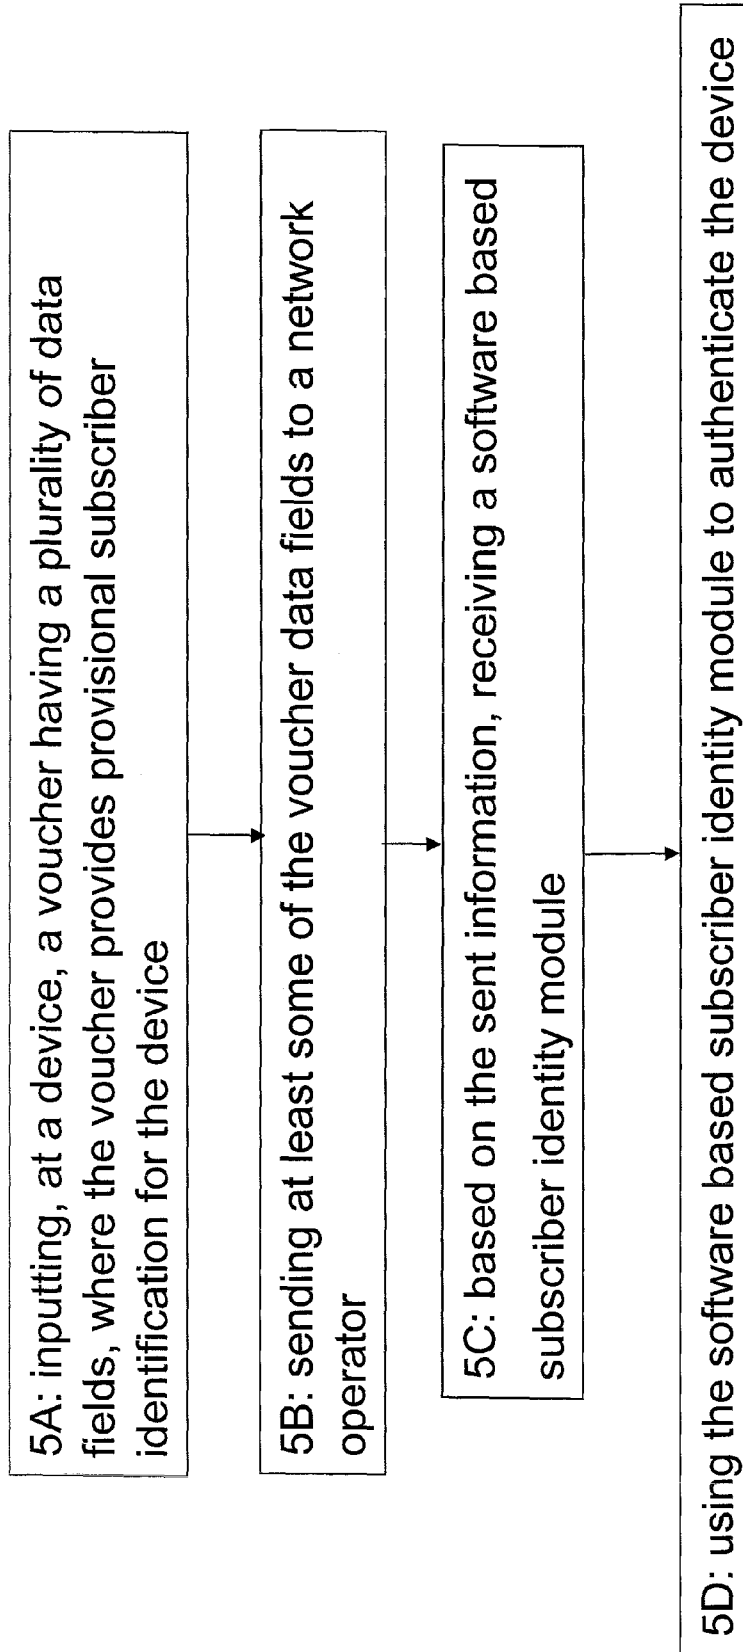 5A: inputting, at a device, a voucher having a plurality of data
fields, where the voucher provides provisional subscriber
identification for the device
5B: sending at least some of the voucher data fields to a network
operator
5C: based on the sent information, receiving a software based
subscriber identity module
5D: using the software based subscriber identity module to authenticate the device